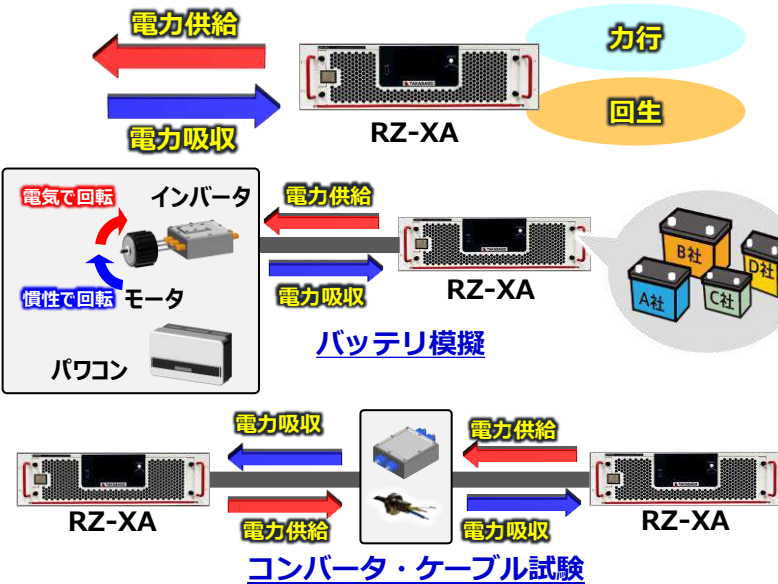 電力供給
力行
TAKASAGO
電力吸収
RZ-XA
回生
電気で回転
インバータ
電力供給
TAKASAGO
B社
D社
A社
C社
慣性で回転
モータ
電力吸収
RZ-XA
パワコン
バッテリ模擬
電力吸収
電力供給
TAKASAGO
TAKASAGO
RZ-XA
電力供給
電力吸収
RZ-XA
コンバータ・ケーブル試験